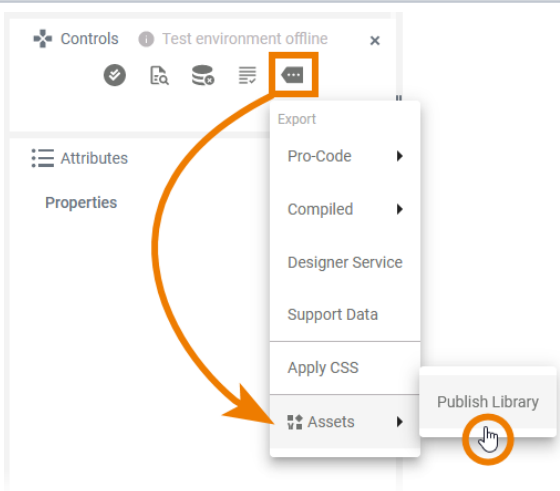 Controls
Test environment offline
Export
Attributes
Pro-Code
Properties
Compiled
Designer Service
Support Data
Apply CSS
Publish Library
Assets